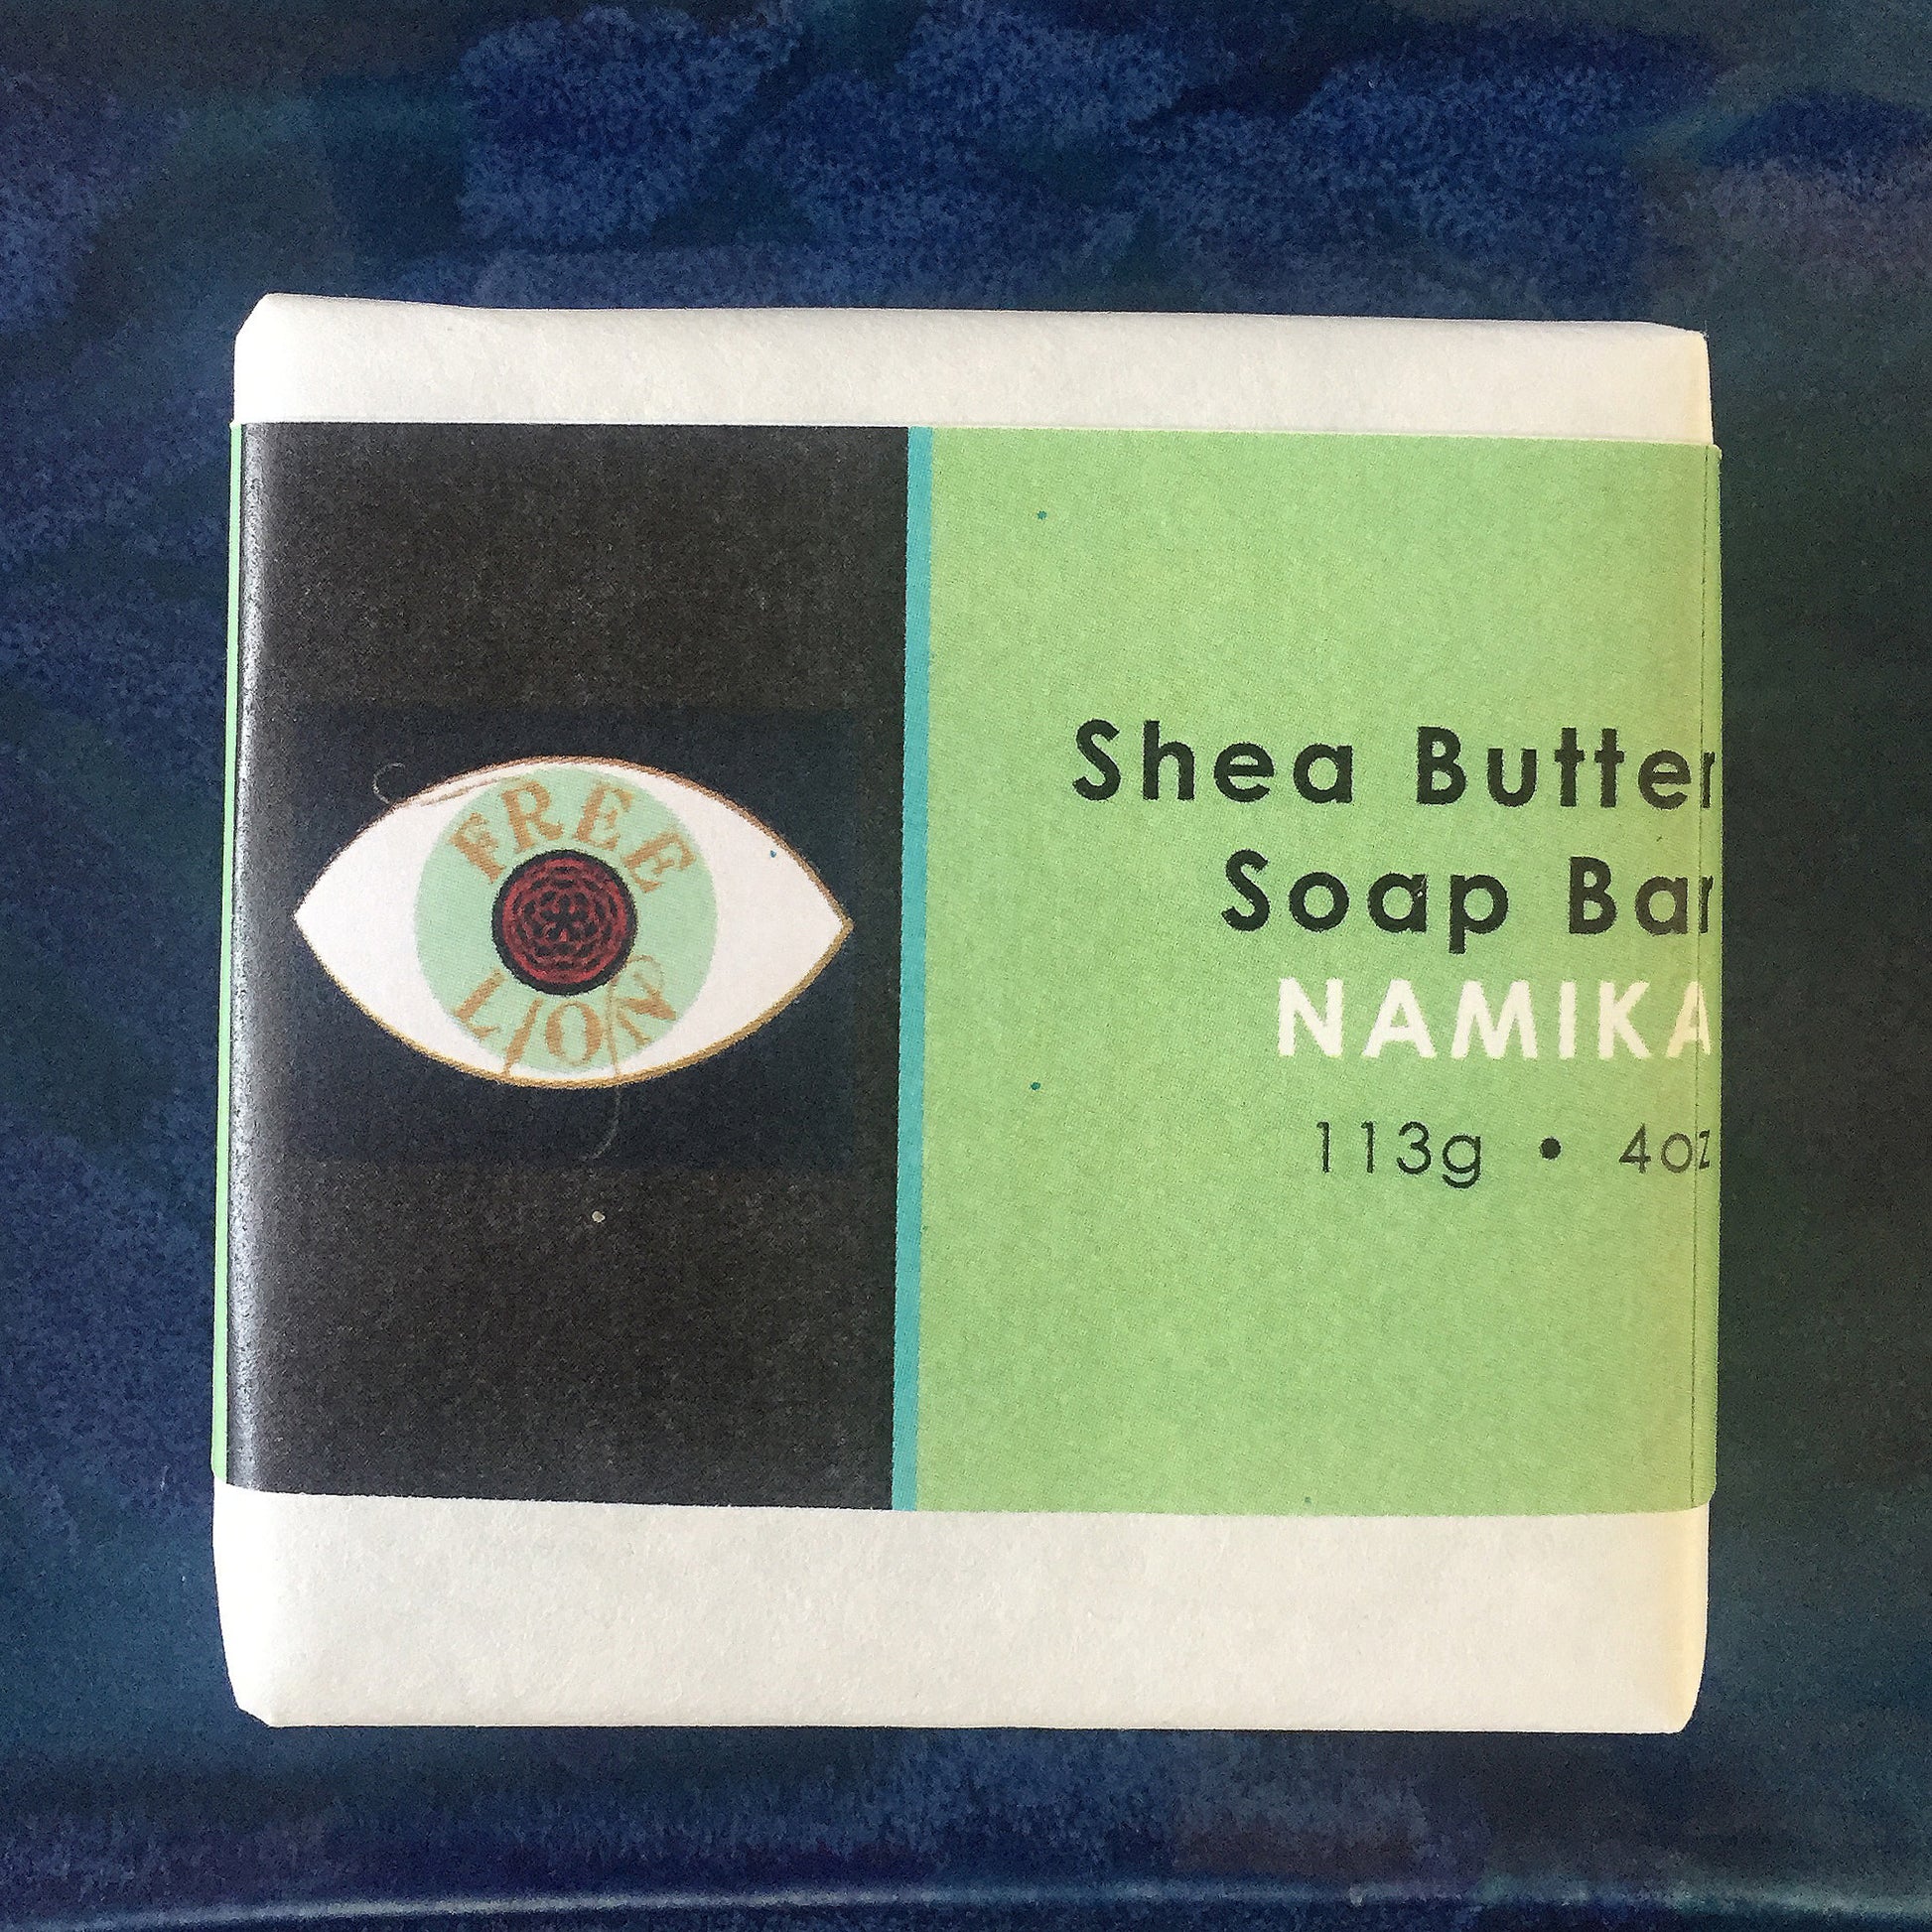 FREE
LION
Shea Butter
Soap Bar
NAMIKA
113g • 4oz